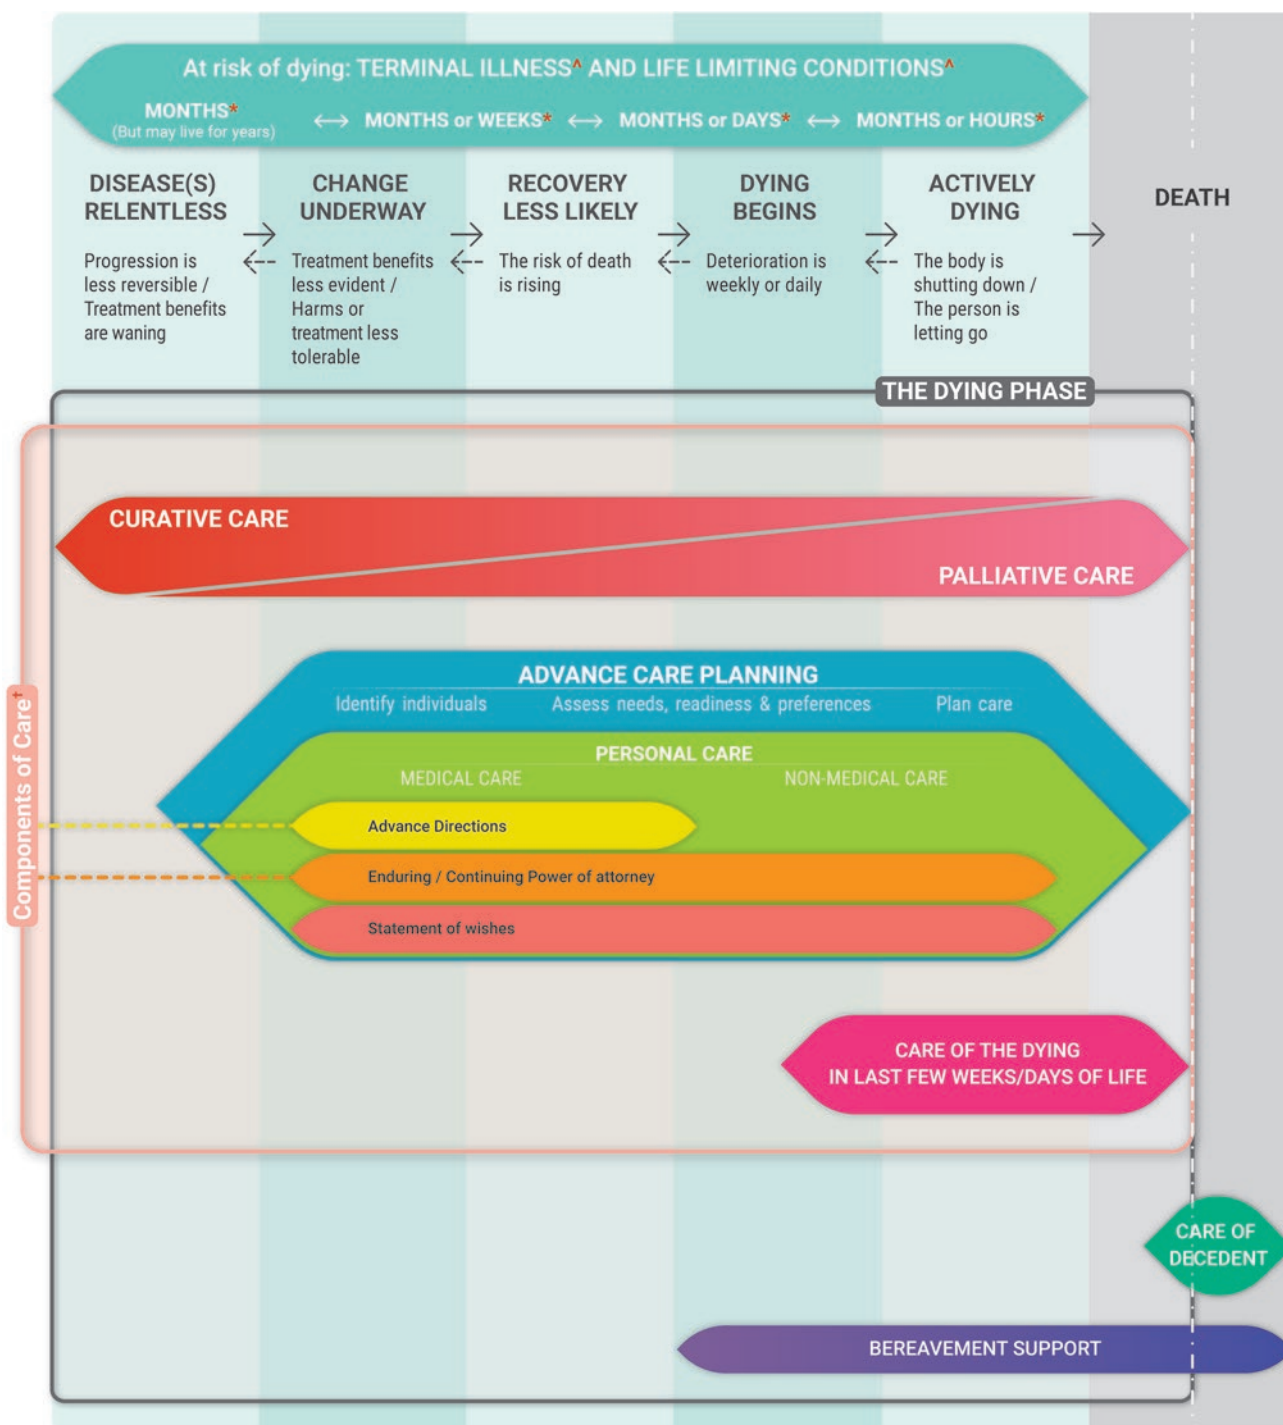 At risk of dying: TERMINAL ILLNESS^ AND LIFE LIMITING CONDITIONS^
MONTHS*
(But may live for years)
↔ MONTHS or WEEKS* ↔ MONTHS or DAYS* ↔ MONTHS or HOURS*
DISEASE(S)
RELENTLESS
Progression is
less reversible /
Treatment benefits
are waning
CHANGE
UNDERWAY
Treatment benefits
less evident /
Harms or
treatment less
tolerable
RECOVERY
LESS LIKELY
The risk of death
is rising
DYING
BEGINS
Deterioration is
weekly or daily
ACTIVELY
DYING
The body is
shutting down /
The person is
letting go
DEATH
THE DYING PHASE
Components of Care†
CURATIVE CARE
PALLIATIVE CARE
ADVANCE CARE PLANNING
Identify individuals Assess needs, readiness & preferences Plan care
PERSONAL CARE
MEDICAL CARE NON-MEDICAL CARE
Advance Directions
Enduring / Continuing Power of attorney
Statement of wishes
CARE OF THE DYING
IN LAST FEW WEEKS/DAYS OF LIFE
CARE OF
DECEDENT
BEREAVEMENT SUPPORT